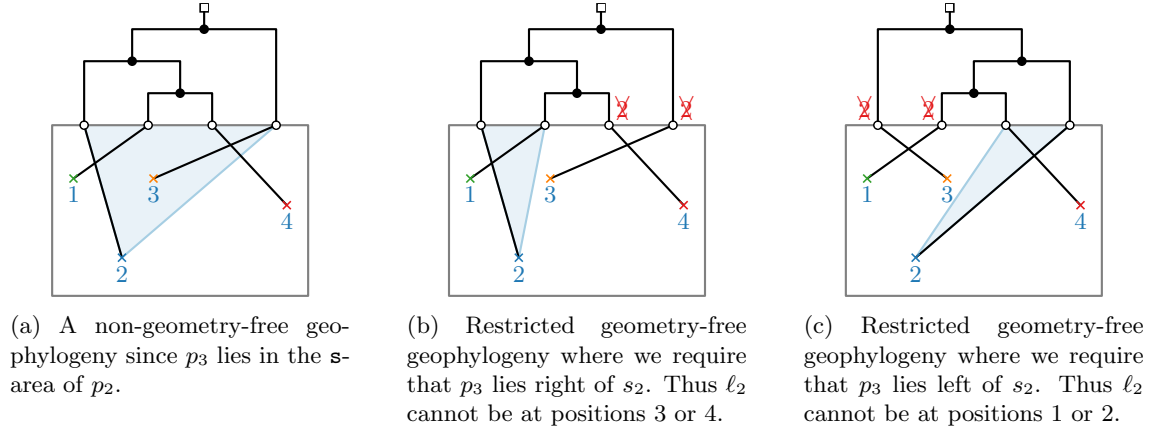 2 2
2 2
1 3 4 2
1 3 4 2
1 3 4 2
(a) A non-geometry-free geo-
phylogeny since p₃ lies in the s-
area of p₂.
(b) Restricted geometry-free
geophylogeny where we require
that p₃ lies right of s₂. Thus ℓ₂
cannot be at positions 3 or 4.
(c) Restricted geometry-free
geophylogeny where we require
that p₃ lies left of s₂. Thus ℓ₂
cannot be at positions 1 or 2.